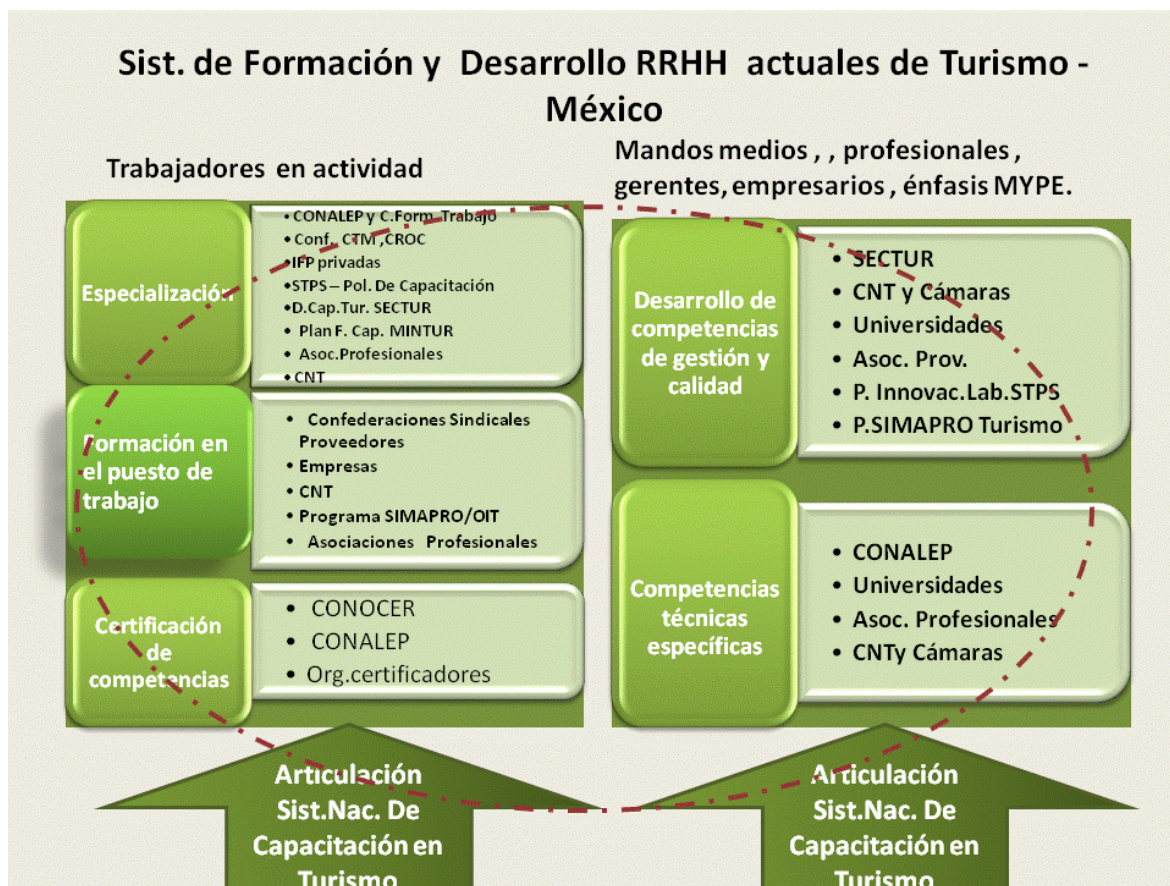 Sist. de Formación y Desarrollo RRHH actuales de Turismo -
México
Trabajadores en actividad
Especialización
• CONALEP y C.Form. Trabajo
• Conf. CTM ,CROC
• IFP privadas
• STPS – Pol. De Capacitación
• D.Cap.Tur. SECTUR
• Plan F. Cap. MINTUR
• Asoc.Profesionales
• CNT
Formación en
el puesto de
trabajo
• Confederaciones Sindicales
Proveedores
• Empresas
• CNT
• Programa SIMAPRO/OIT
• Asociaciones Profesionales
Certificación
de
competencias
• CONOCER
• CONALEP
• Org.certificadores
Articulación
Sist.Nac. De
Capacitación en
Turismo
Mandos medios , , profesionales ,
gerentes, empresarios , énfasis MYPE.
Desarrollo de
competencias
de gestión y
calidad
• SECTUR
• CNT y Cámaras
• Universidades
• Asoc. Prov.
• P. Innovac.Lab.STPS
• P.SIMAPRO Turismo
Competencias
técnicas
específicas
• CONALEP
• Universidades
• Asoc. Profesionales
• CNTy Cámaras
Articulación
Sist.Nac. De
Capacitación en
Turismo